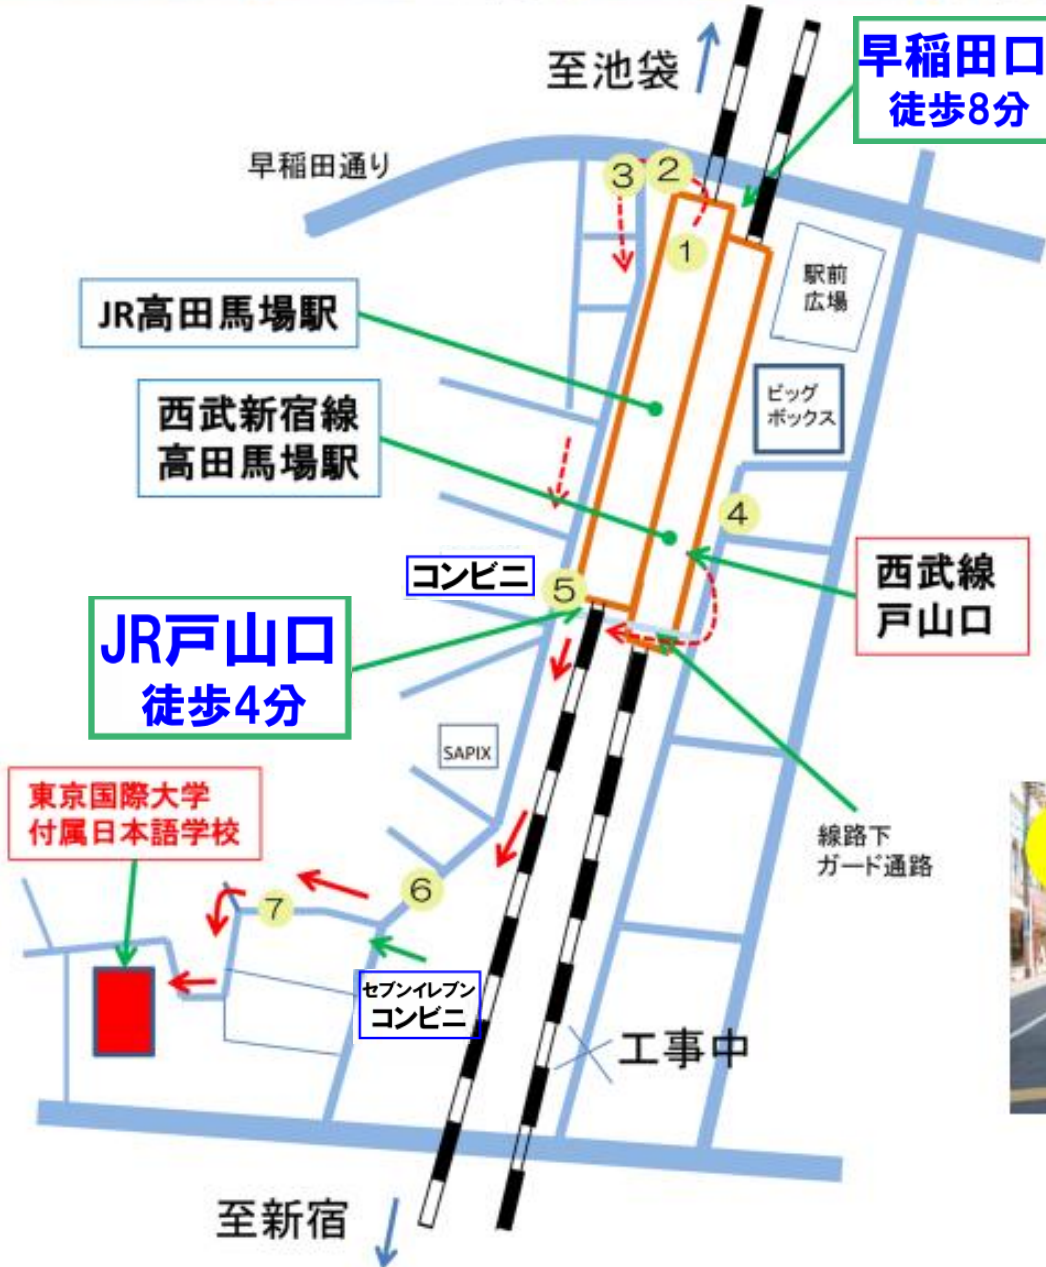 至池袋
早稲田口
徒歩8分
早稲田通り
3
2
1
駅前
広場
JR高田馬場駅
西武新宿線
高田馬場駅
ビッグ
ボックス
4
コンビニ
5
西武線
戸山口
JR戸山口
徒歩4分
SAPIX
東京国際大学
付属日本語学校
線路下
ガード通路
6
7
セブンイレブン
コンビニ
工事中
至新宿